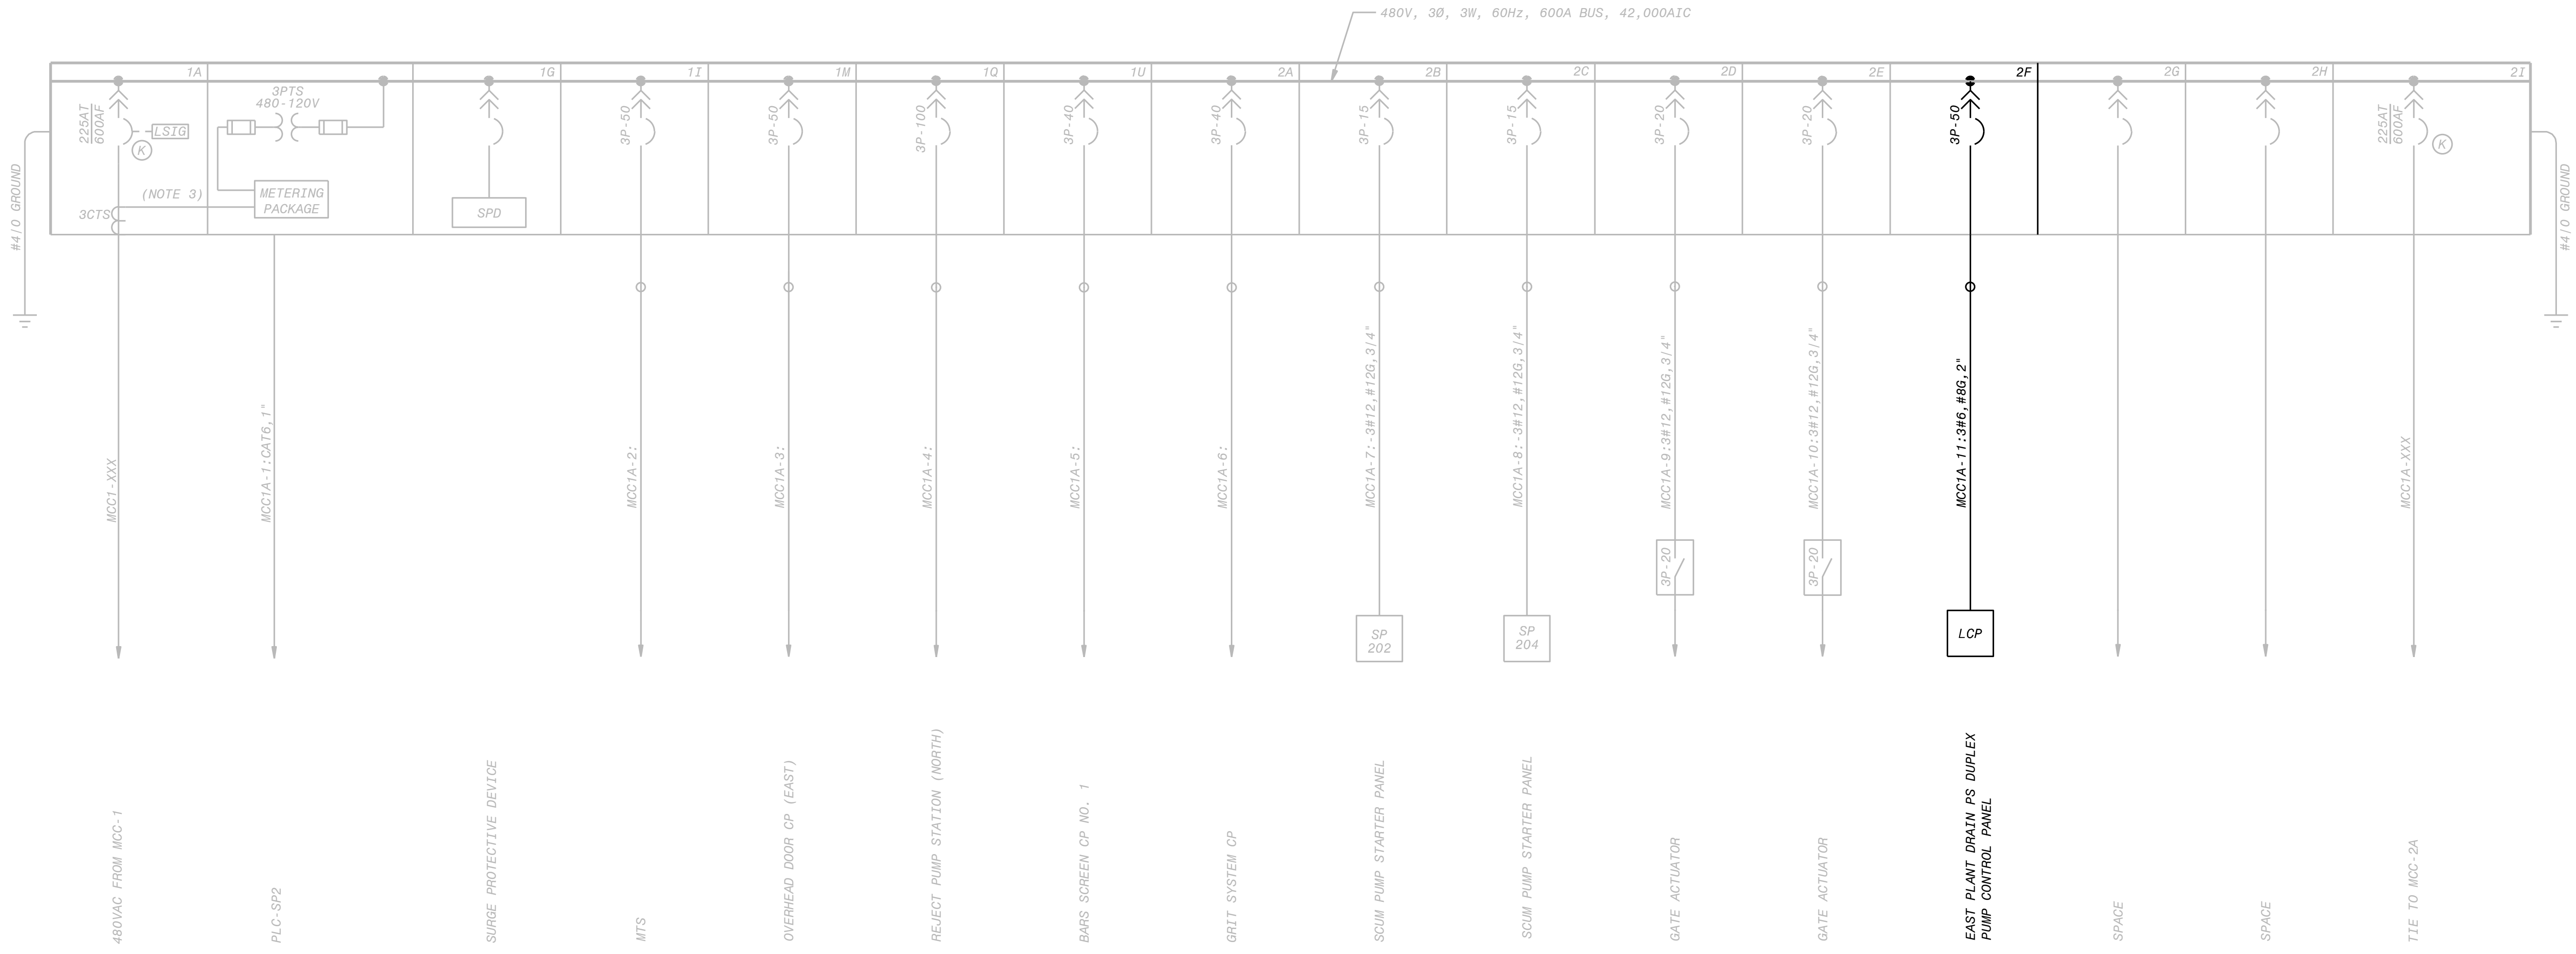 480V, 3Ø, 3W, 60Hz, 600A BUS, 42,000AIC
1A
1G
1I
1M
1Q
1U
2A
2B
2C
2D
2E
2F
2G
2H
2I
#4/0 GROUND
225AT
600AF
LSIG
K
3CTS
(NOTE 3)
3PTS
480-120V
METERING
PACKAGE
SPD
3P-50
3P-50
3P-100
3P-40
3P-40
3P-15
3P-15
3P-20
3P-20
3P-50
225AT
600AF
K
#4/0 GROUND
MCC1-XXX
MCC1A-1:CAT6,1"
MCC1A-2:
MCC1A-3:
MCC1A-4:
MCC1A-5:
MCC1A-6:
MCC1A-7:-3#12,#12G,3/4"
MCC1A-8:-3#12,#12G,3/4"
MCC1A-9:3#12,#12G,3/4"
MCC1A-10:3#12,#12G,3/4"
MCC1A-11:3#6,#8G,2"
MCC1A-XXX
3P-20
3P-20
SP
202
SP
204
LCP
480VAC FROM MCC-1
PLC-SP2
SURGE PROTECTIVE DEVICE
MTS
OVERHEAD DOOR CP (EAST)
REJECT PUMP STATION (NORTH)
BARS SCREEN CP NO. 1
GRIT SYSTEM CP
SCUM PUMP STARTER PANEL
SCUM PUMP STARTER PANEL
GATE ACTUATOR
GATE ACTUATOR
EAST PLANT DRAIN PS DUPLEX
PUMP CONTROL PANEL
SPACE
SPACE
TIE TO MCC-2A